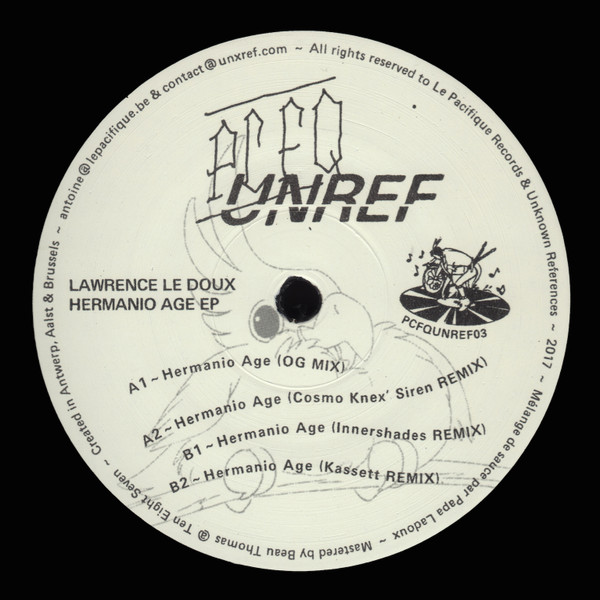 PCFQ
UNREF
LAWRENCE LE DOUX
HERMANIO AGE EP
PCFQUNREF03
A1 ~ Hermanio Age (OG MIX)
A2 ~ Hermanio Age (Cosmo Knex' Siren REMIX)
B1 ~ Hermanio Age (Innershades REMIX)
B2 ~ Hermanio Age (Kassett REMIX)
antoine@lepacifique.be & contact@unxref.com ~ All rights reserved to Le Pacifique Records & Unknown References ~ 2017 ~ Mélange de sauce par Papa Ladoux ~ Mastered by Beau Thomas @ Ten Eight Seven ~ Created in Antwerp, Aalst & Brussels ~